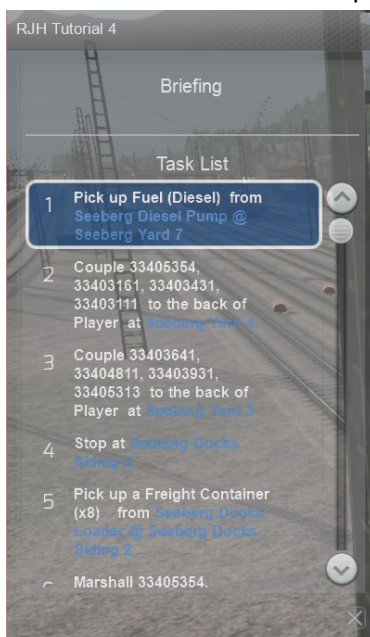 RJH Tutorial 4
Briefing
Task List
1 Pick up Fuel (Diesel) from
Seeberg Diesel Pump @
Seeberg Yard 7
2 Couple 33405354,
33403161, 33403431,
33403111 to the back of
Player at Seeberg Yard
3 Couple 33403641,
33404811, 33403931,
33405313 to the back of
Player at Seeberg Yard 3
4 Stop at Seeberg Docks
Siding 2
5 Pick up a Freight Container
(x8) from Seeberg Docks
Loader @ Seeberg Docks
Siding 2
Marshall 33405354.